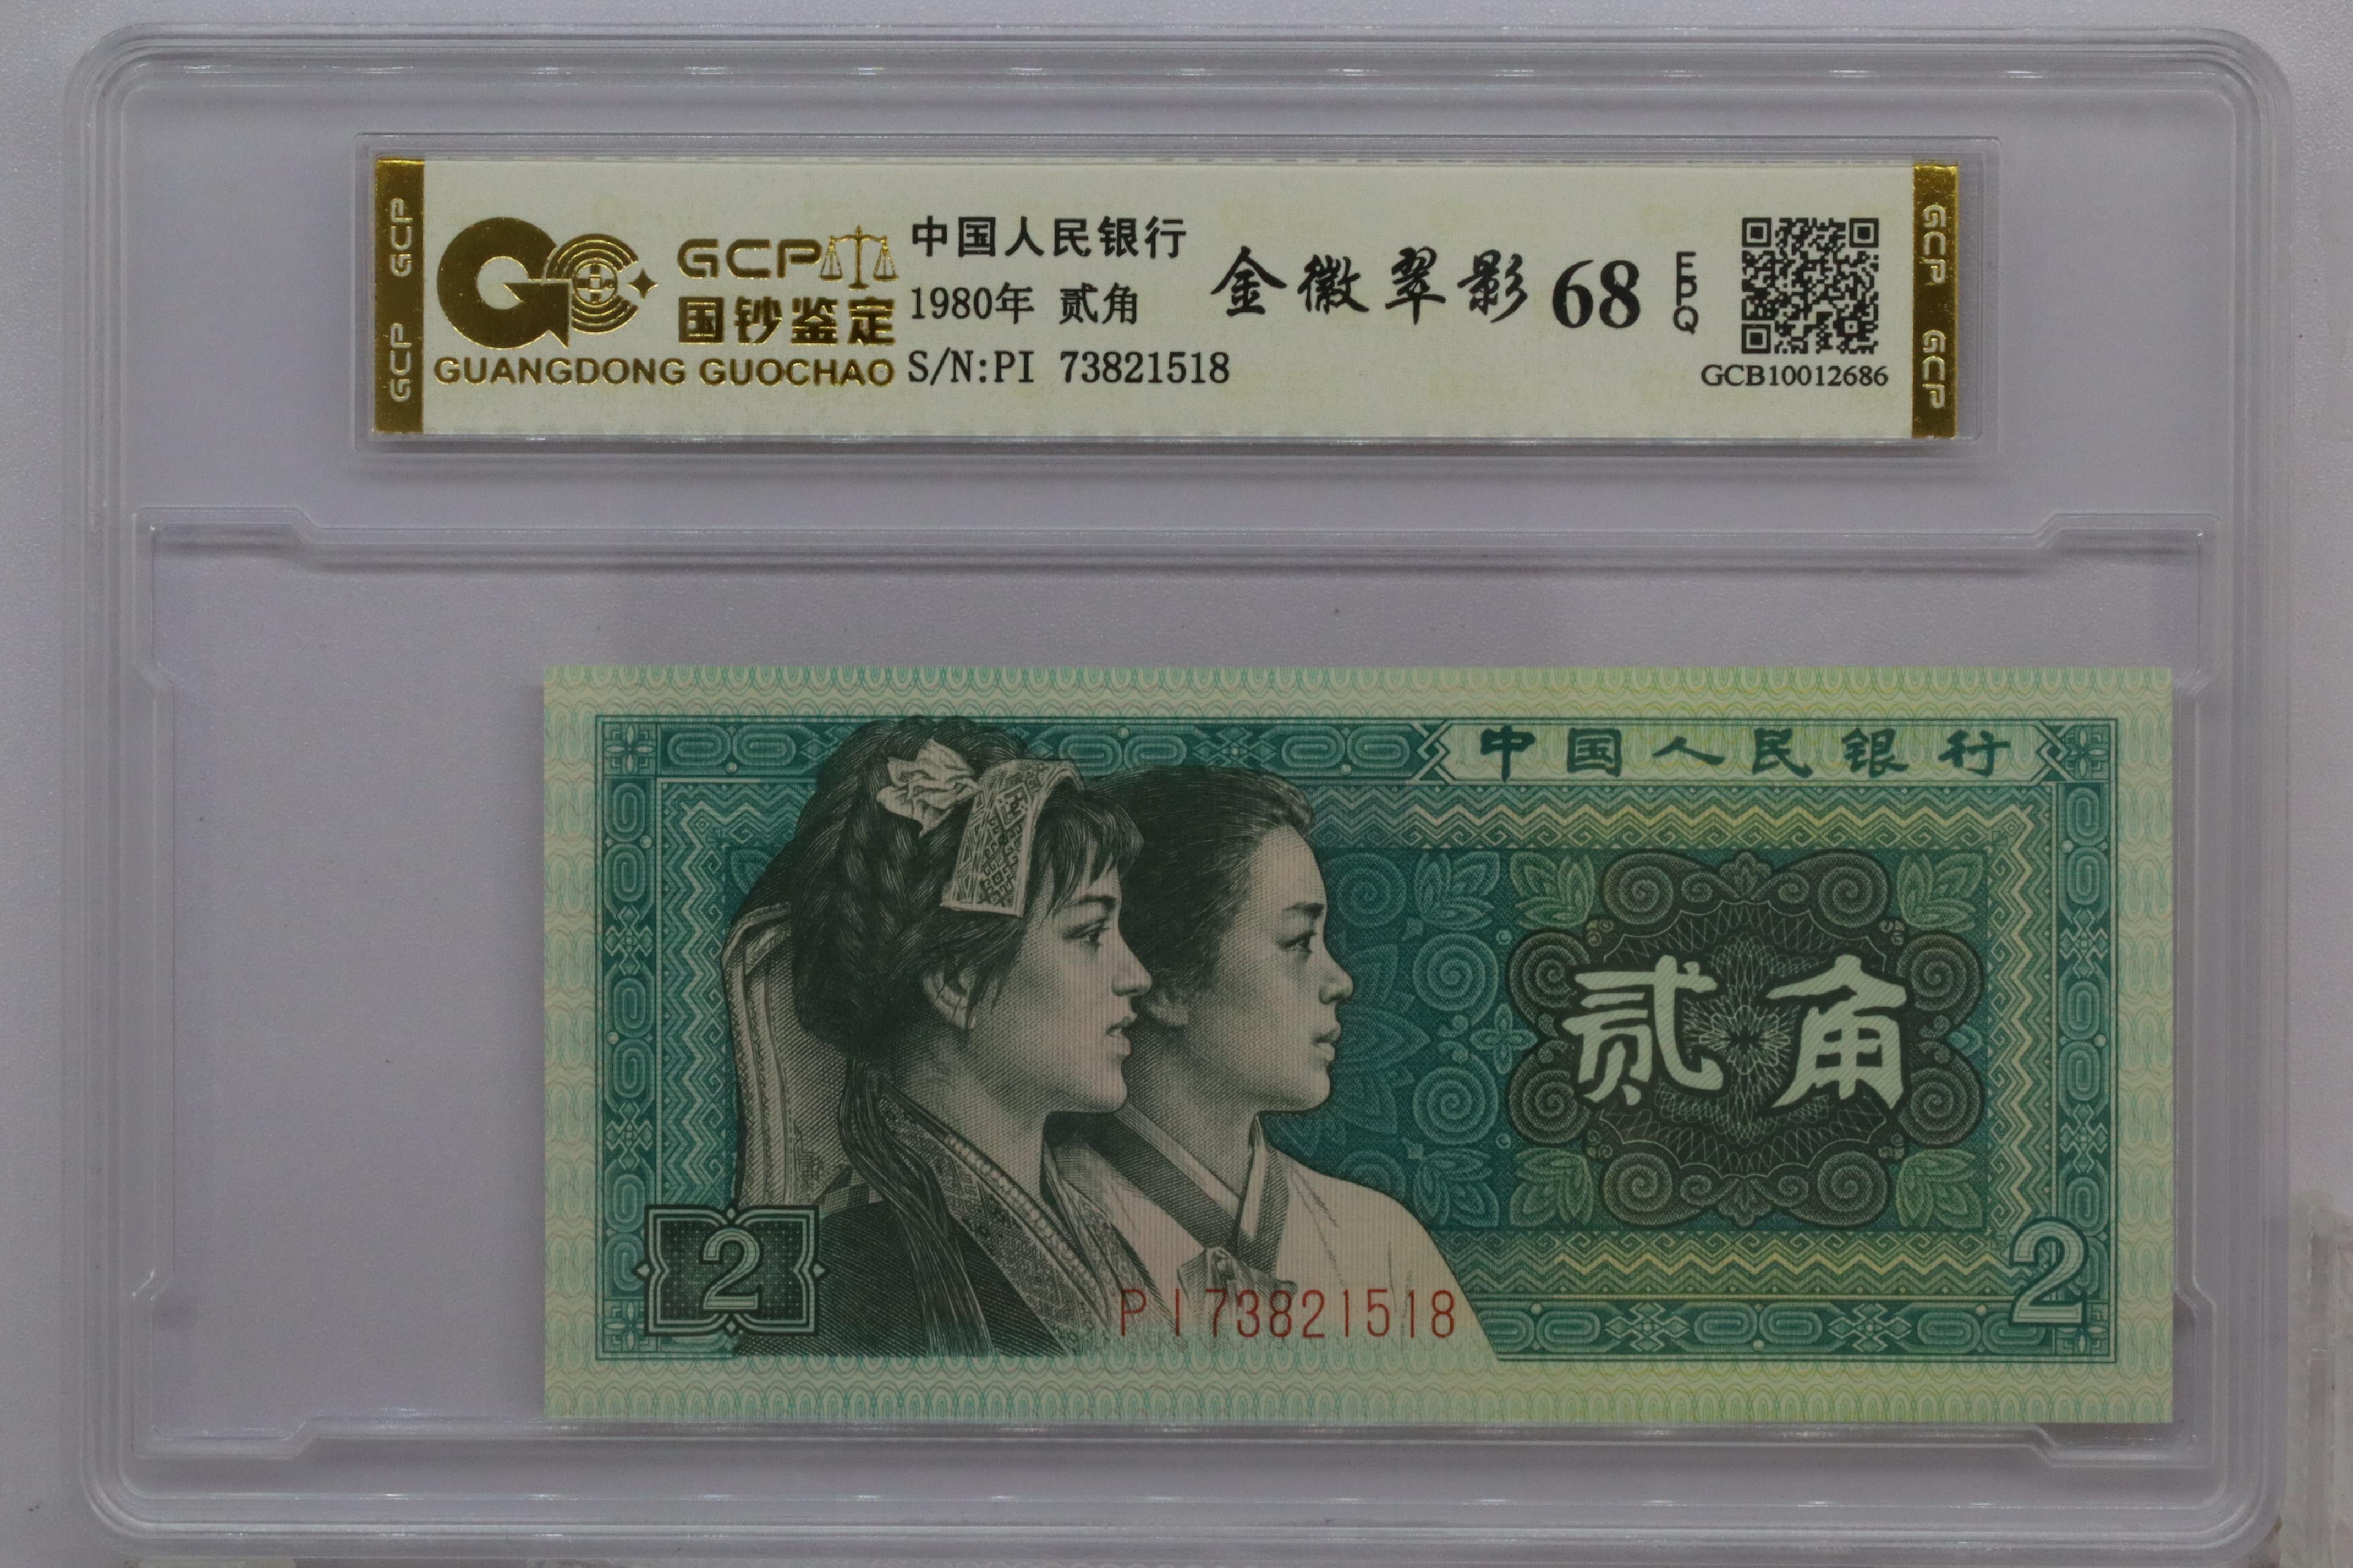 GCP GCP
GCP
国钞鉴定
GUANGDONG GUOCHAO
中国人民银行
1980年 贰角
S/N:PI 73821518
金徽翠影 68 EPQ
GCB10012686
GCP GCP
中国人民银行
贰角
2
2
PI73821518